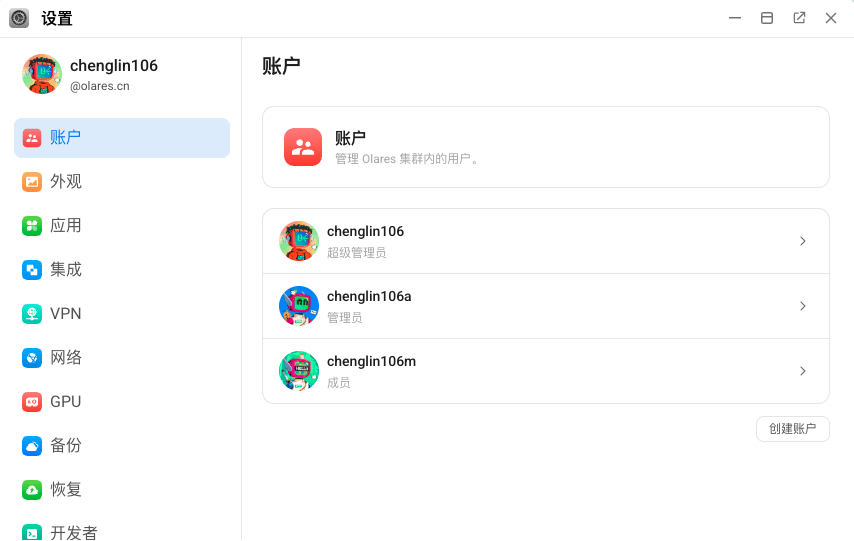 设置
chenglin106
@olares.cn
账户
外观
应用
集成
VPN
网络
GPU
备份
恢复
开发者
账户
账户
管理 Olares 集群内的用户。
chenglin106
超级管理员
chenglin106a
管理员
chenglin106m
成员
创建账户